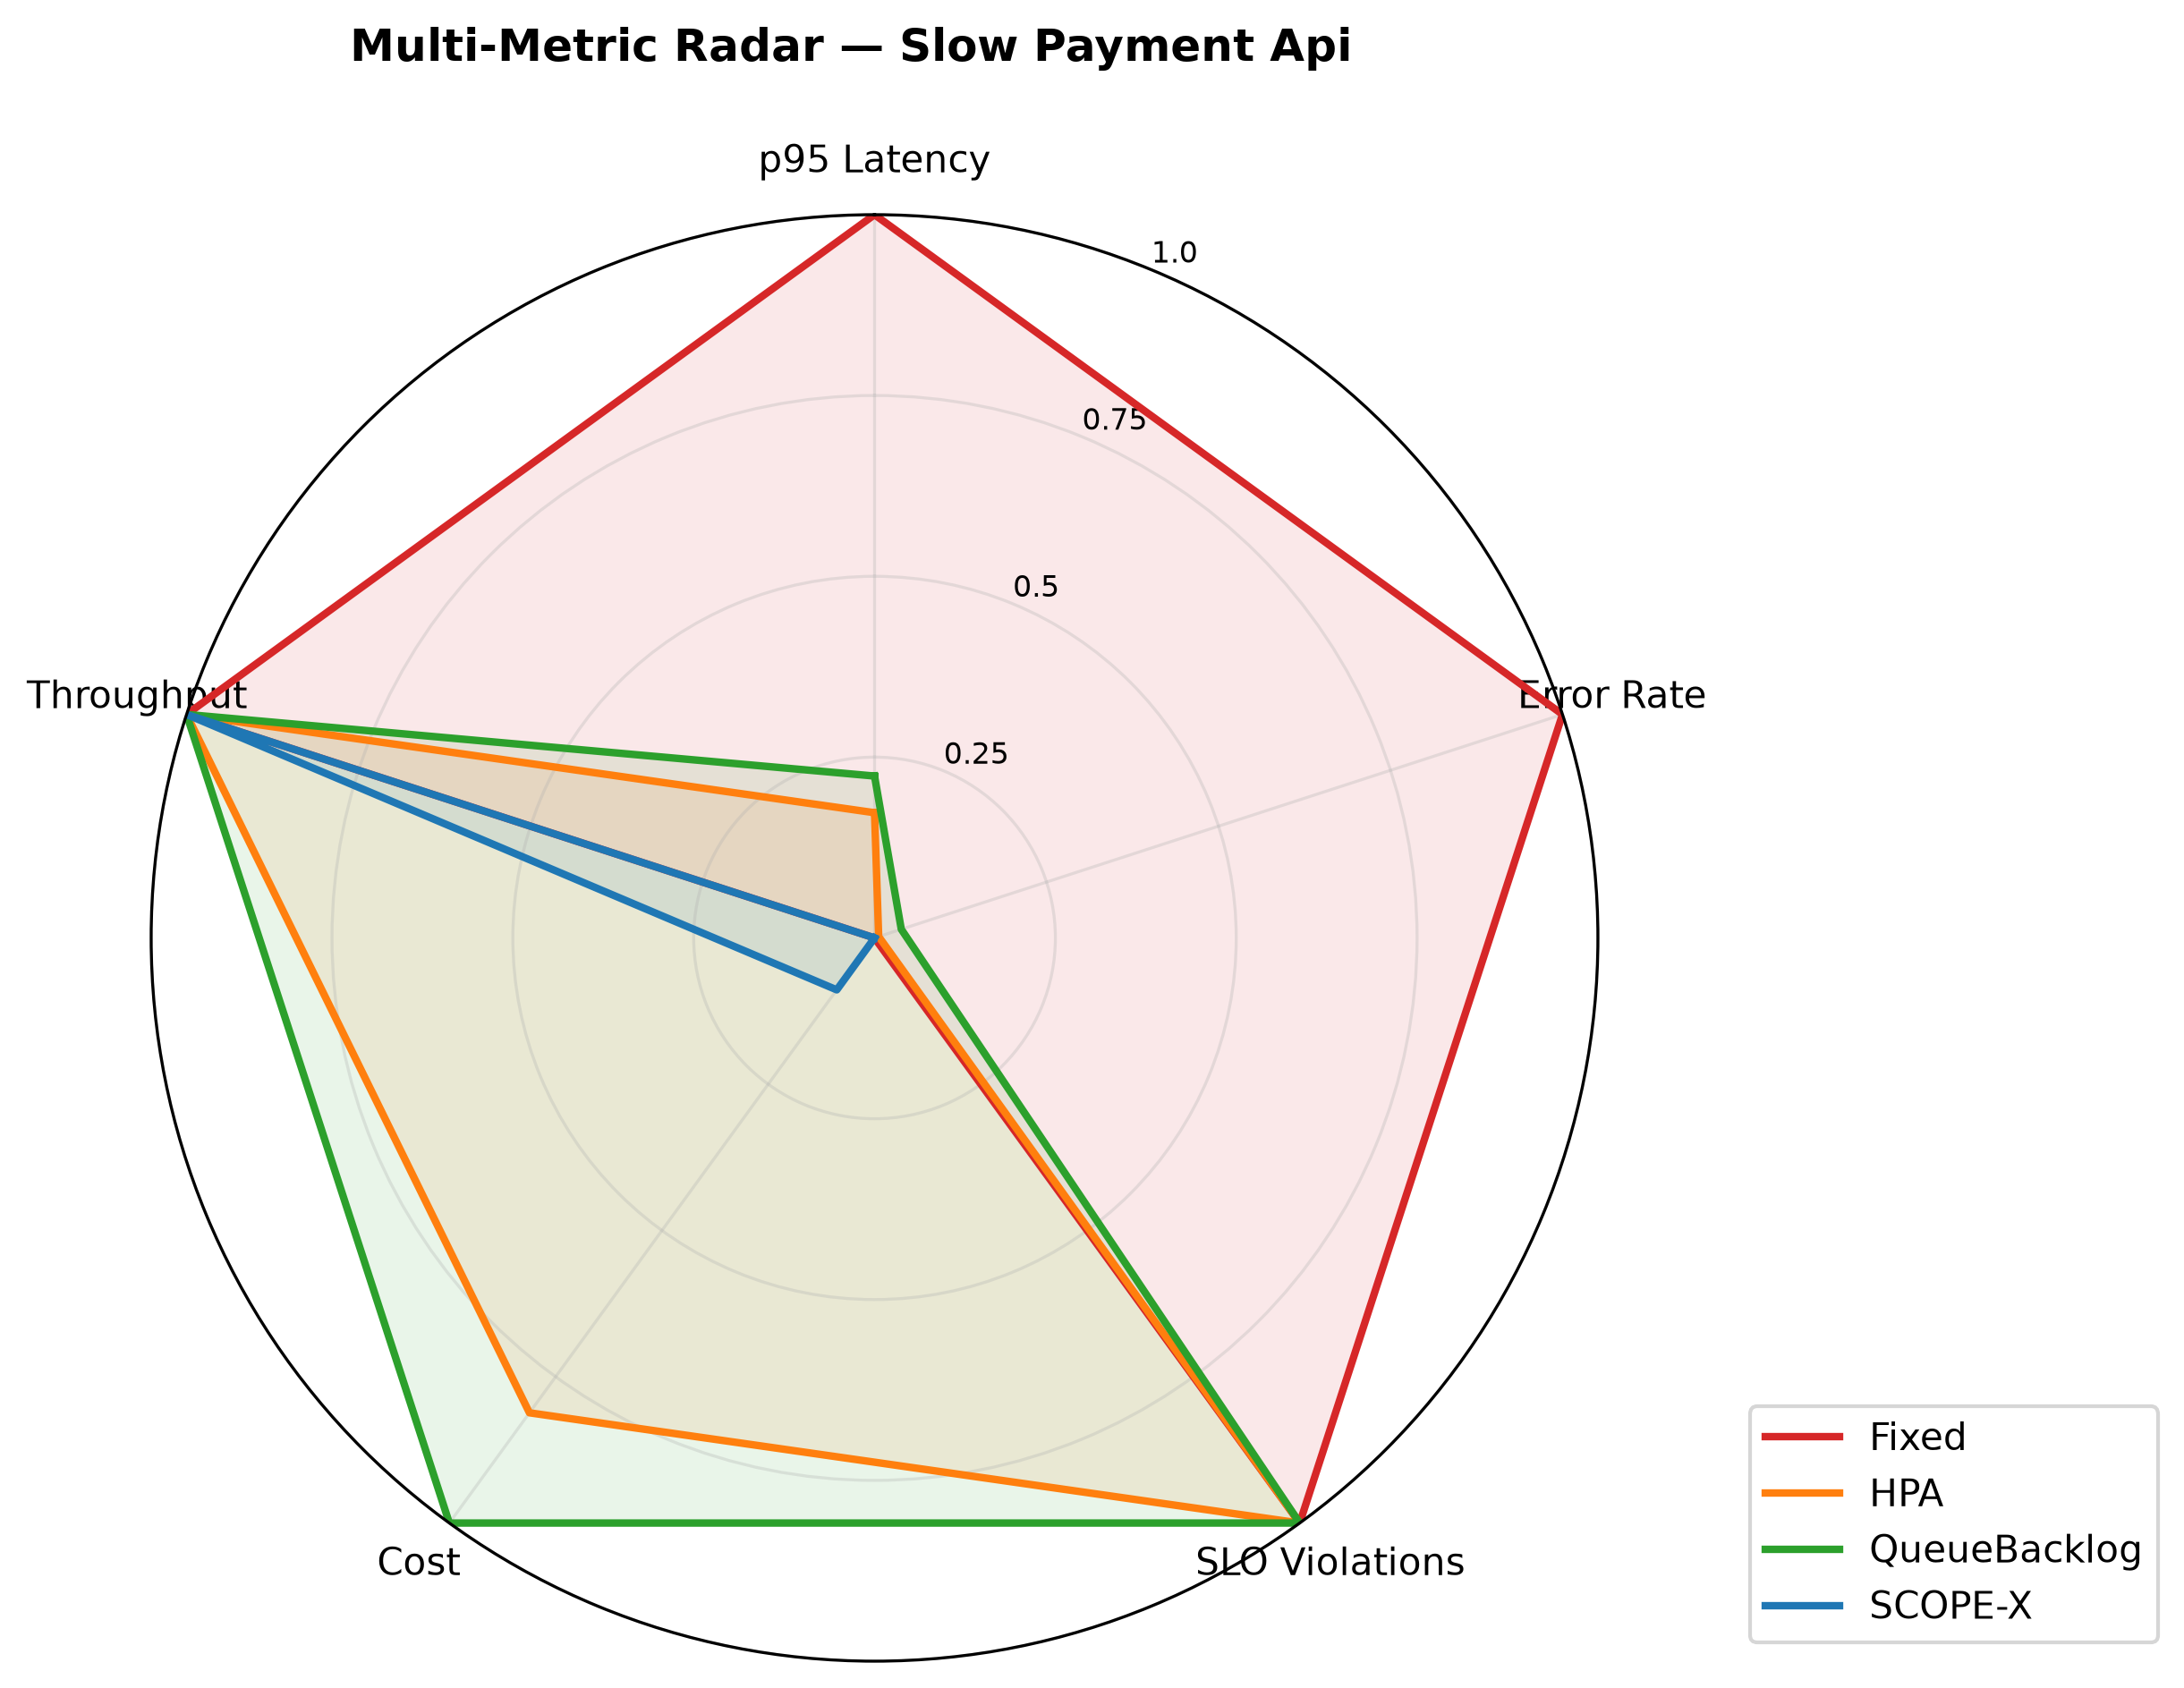 Multi-Metric Radar — Slow Payment Api
p95 Latency
1.0
0.75
0.5
Throughput
Error Rate
0.25
Cost
SLO Violations
Fixed
HPA
QueueBacklog
SCOPE-X